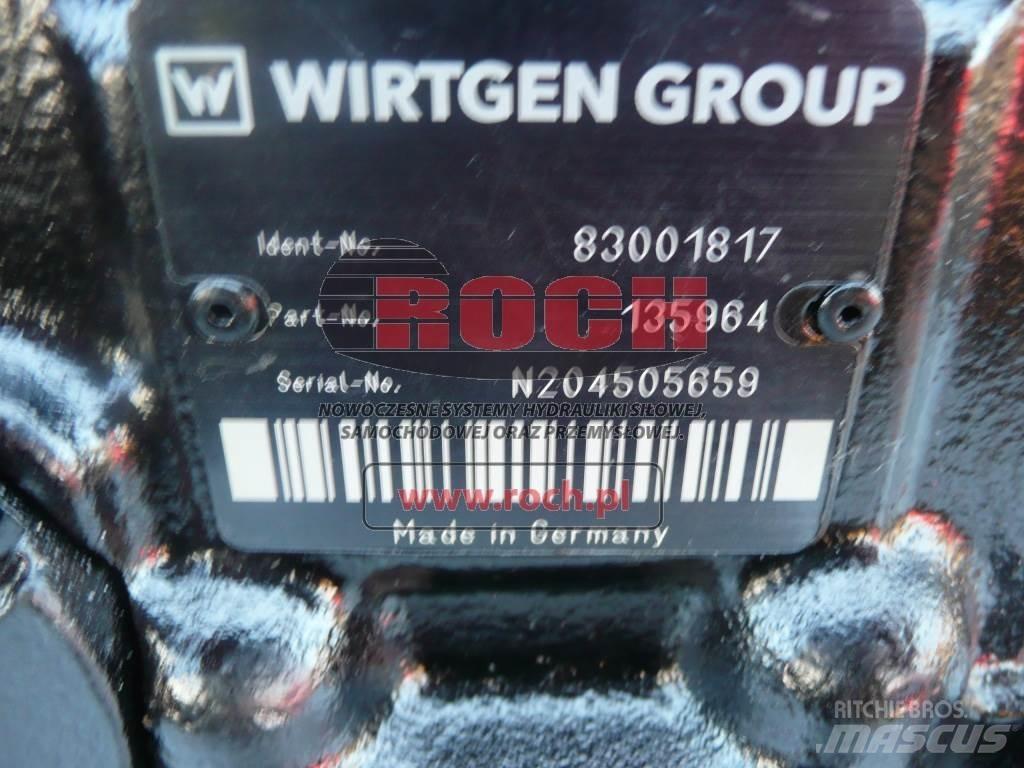 W WIRTGEN GROUP
Ident-No. 83001817
Part-No. 135964
ROCH
Serial-No. N204505659
NOWOCZESNE SYSTEMY HYDRAULIKI SIŁOWEJ,
SAMOCHODOWEJ ORAZ PRZEMYSŁOWEJ.
www.roch.pl
Made in Germany
RITCHIE BROS.
MASCUS